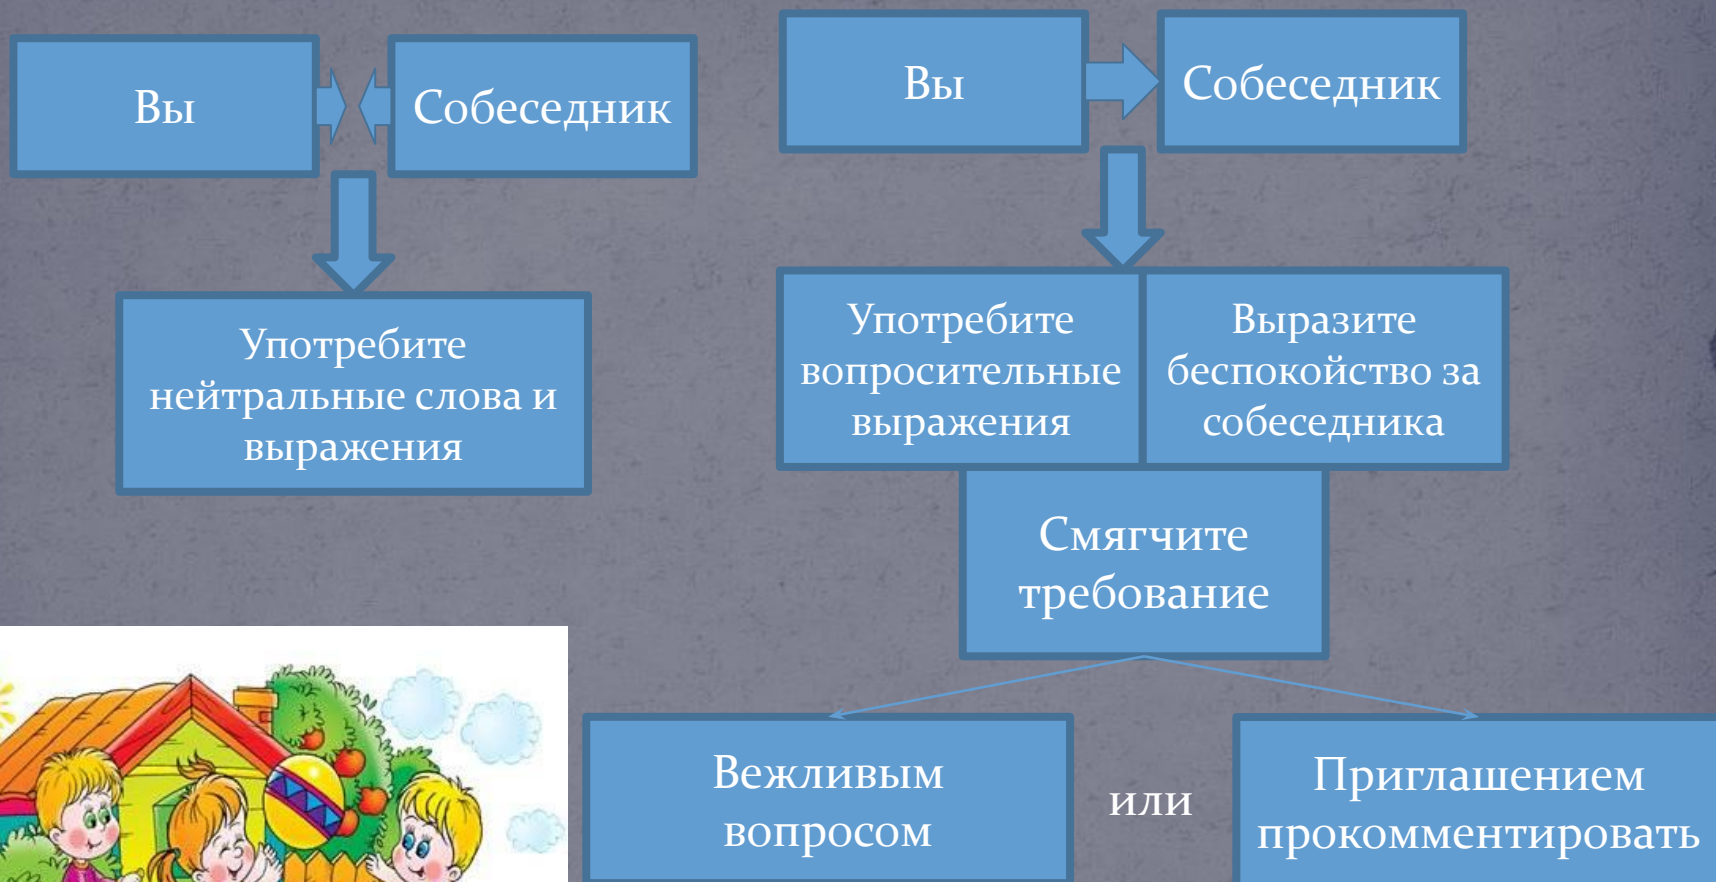 Вы
Собеседник
Употребите
нейтральные слова и
выражения
Вы
Собеседник
Употребите
вопросительные
выражения
Выразите
беспокойство за
собеседника
Смягчите
требование
Вежливым
вопросом
или
Приглашением
прокомментировать